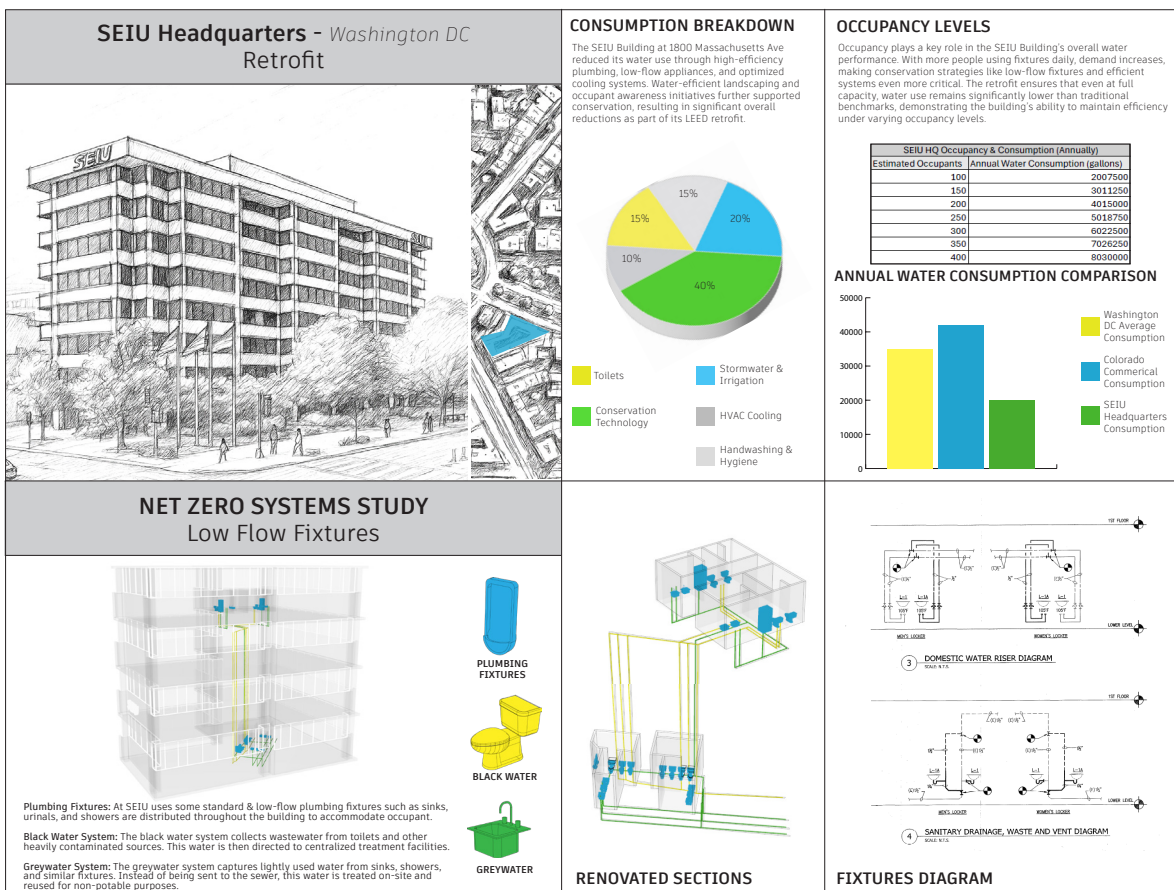 SEIU Headquarters - Washington DC
Retrofit
SEIU
CONSUMPTION BREAKDOWN
The SEIU Building at 1800 Massachusetts Ave
reduced its water use through high-efficiency
plumbing, low-flow appliances, and optimized
cooling systems. Water-efficient landscaping and
occupant awareness initiatives further supported
conservation, resulting in significant overall
reductions as part of its LEED retrofit.
15%
20%
15%
10%
40%
Toilets
Stormwater &
Irrigation
Conservation
Technology
HVAC Cooling
Handwashing &
Hygiene
OCCUPANCY LEVELS
Occupancy plays a key role in the SEIU Building's overall water
performance. With more people using fixtures daily, demand increases,
making conservation strategies like low-flow fixtures and efficient
systems even more critical. The retrofit ensures that even at full
capacity, water use remains significantly lower than traditional
benchmarks, demonstrating the building's ability to maintain efficiency
under varying occupancy levels.
SEIU HQ Occupancy & Consumption (Annually)
Estimated Occupants Annual Water Consumption (gallons)
100 2007500
150 3011250
200 4015000
250 5018750
300 6022500
350 7026250
400 8030000
ANNUAL WATER CONSUMPTION COMPARISON
50000
40000
30000
20000
10000
0
Washington
DC Average
Consumption
Colorado
Commerical
Consumption
SEIU
Headquarters
Consumption
NET ZERO SYSTEMS STUDY
Low Flow Fixtures
PLUMBING
FIXTURES
BLACK WATER
GREYWATER
Plumbing Fixtures: At SEIU uses some standard & low-flow plumbing fixtures such as sinks,
urinals, and showers are distributed throughout the building to accommodate occupant.
Black Water System: The black water system collects wastewater from toilets and other
heavily contaminated sources. This water is then directed to centralized treatment facilities.
Greywater System: The greywater system captures lightly used water from sinks, showers,
and similar fixtures. Instead of being sent to the sewer, this water is treated on-site and
reused for non-potable purposes.
RENOVATED SECTIONS
1ST FLOOR
L-1 L-1A
L-1A L-1
105°F 105°F
105°F 105°F
LOWER LEVEL
MEN'S LOCKER
WOMEN'S LOCKER
3 DOMESTIC WATER RISER DIAGRAM
SCALE: N.T.S.
1ST FLOOR
L-1A
L-1
L-1
L-1A
LOWER LEVEL
MEN'S LOCKER
WOMEN'S LOCKER
4 SANITARY DRAINAGE, WASTE AND VENT DIAGRAM
SCALE: N.T.S.
FIXTURES DIAGRAM